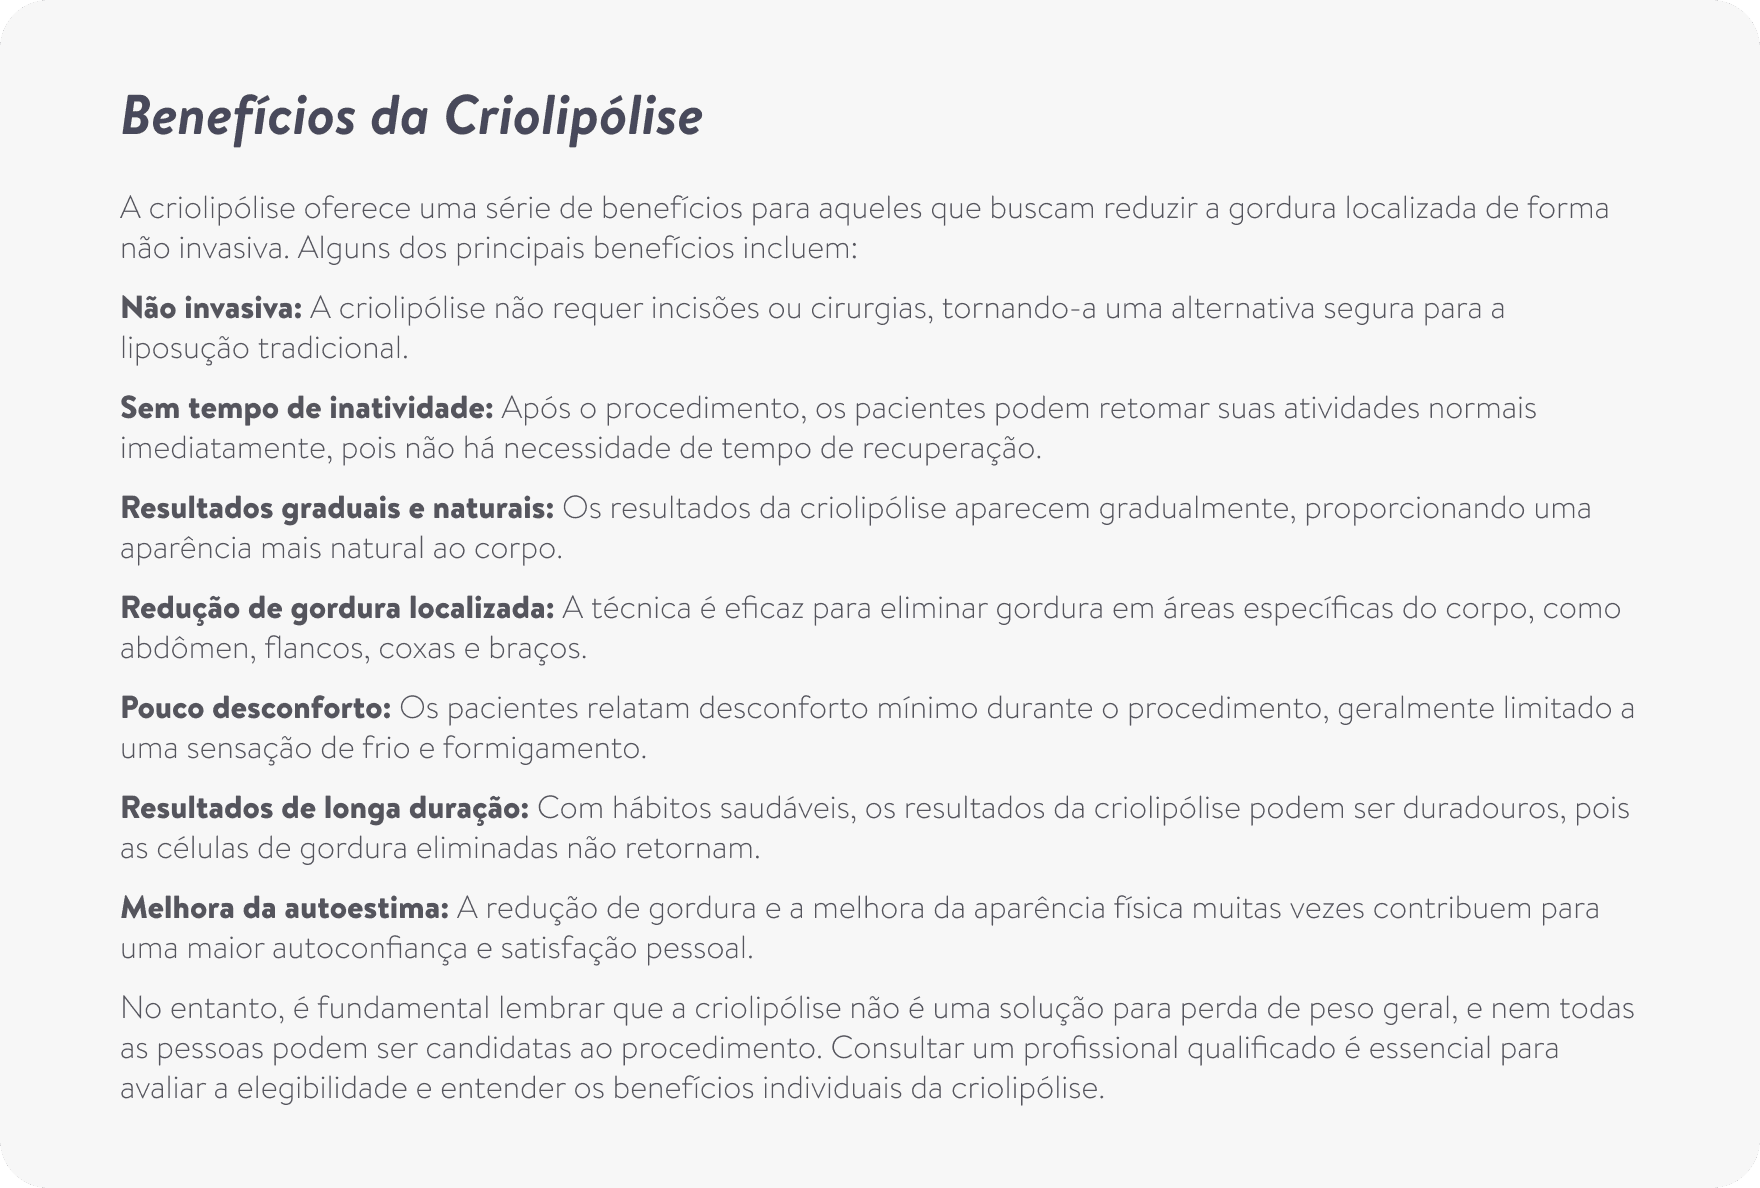 Benefícios da Criolipólise
A criolipólise oferece uma série de benefícios para aqueles que buscam reduzir a gordura localizada de forma
não invasiva. Alguns dos principais benefícios incluem:
Não invasiva: A criolipólise não requer incisões ou cirurgias, tornando-a uma alternativa segura para a
liposução tradicional.
Sem tempo de inatividade: Após o procedimento, os pacientes podem retomar suas atividades normais
imediatamente, pois não há necessidade de tempo de recuperação.
Resultados graduais e naturais: Os resultados da criolipólise aparecem gradualmente, proporcionando uma
aparência mais natural ao corpo.
Redução de gordura localizada: A técnica é eficaz para eliminar gordura em áreas específicas do corpo, como
abdômen, flancos, coxas e braços.
Pouco desconforto: Os pacientes relatam desconforto mínimo durante o procedimento, geralmente limitado a
uma sensação de frio e formigamento.
Resultados de longa duração: Com hábitos saudáveis, os resultados da criolipólise podem ser duradouros, pois
as células de gordura eliminadas não retornam.
Melhora da autoestima: A redução de gordura e a melhora da aparência física muitas vezes contribuem para
uma maior autoconfiança e satisfação pessoal.
No entanto, é fundamental lembrar que a criolipólise não é uma solução para perda de peso geral, e nem todas
as pessoas podem ser candidatas ao procedimento. Consultar um profissional qualificado é essencial para
avaliar a elegibilidade e entender os benefícios individuais da criolipólise.